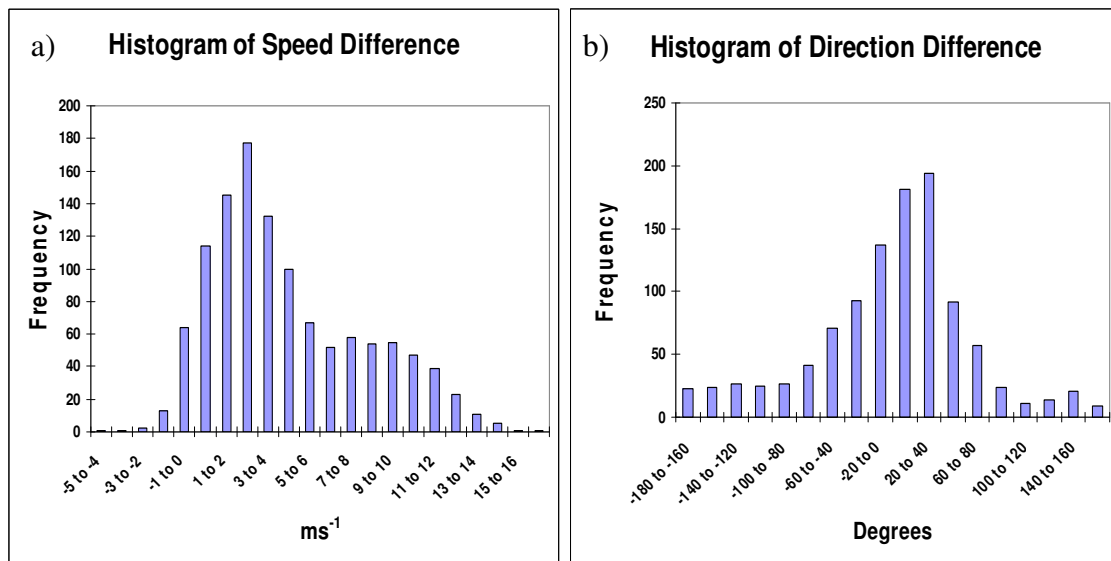 a) Histogram of Speed Difference
Frequency
200
180
160
140
120
100
80
60
40
20
0
-5 to -4
-3 to -2
-1 to 0
1 to 2
3 to 4
5 to 6
7 to 8
9 to 10
11 to 12
13 to 14
15 to 16
ms⁻¹
b) Histogram of Direction Difference
Frequency
250
200
150
100
50
0
-180 to -160
-140 to -120
-100 to -80
-60 to -40
-20 to 0
20 to 40
60 to 80
100 to 120
140 to 160
Degrees